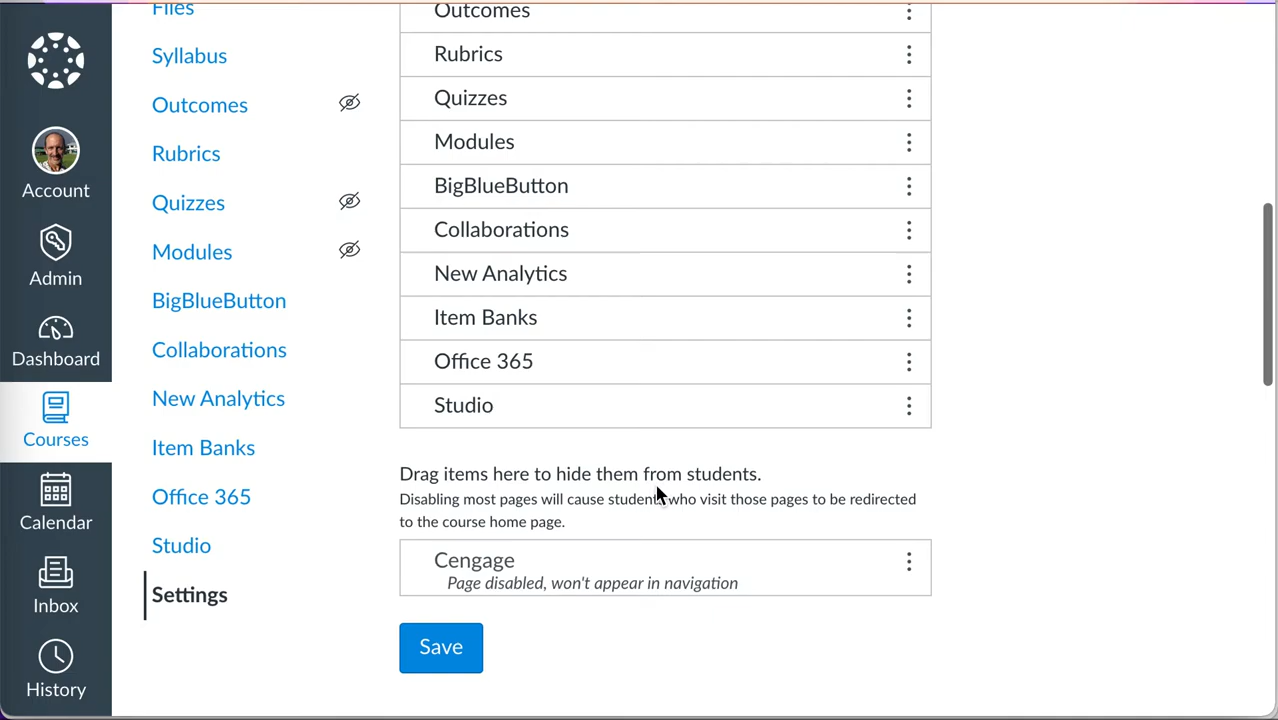 Account
Admin
Dashboard
Courses
Calendar
Inbox
History
Files
Syllabus
Outcomes
Rubrics
Quizzes
Modules
BigBlueButton
Collaborations
New Analytics
Item Banks
Office 365
Studio
Settings
Outcomes
Rubrics
Quizzes
Modules
BigBlueButton
Collaborations
New Analytics
Item Banks
Office 365
Studio
Drag items here to hide them from students.
Disabling most pages will cause students who visit those pages to be redirected
to the course home page.
Cengage
Page disabled, won't appear in navigation
Save